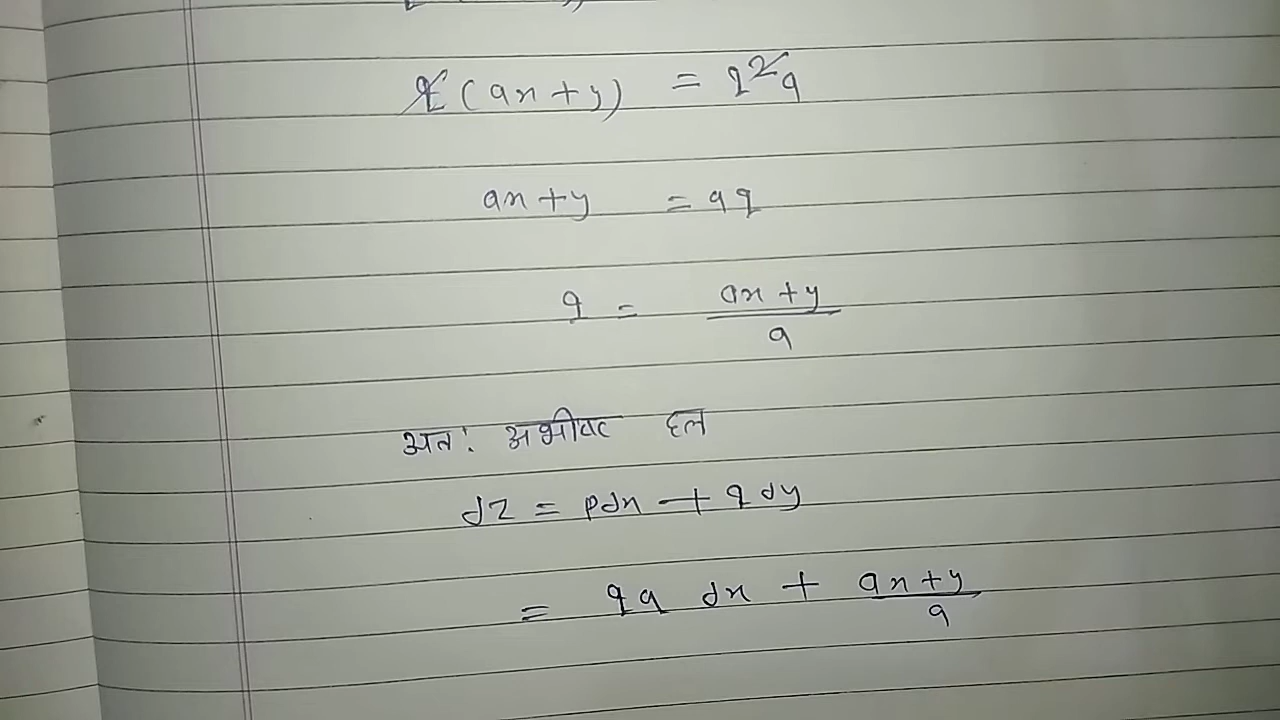 q(ax+y) = q²a
ax+y = aq
q = (ax+y)/a
अतः अभीष्ट हल
dz = pdx + qdy
= qa dx + (ax+y)/a